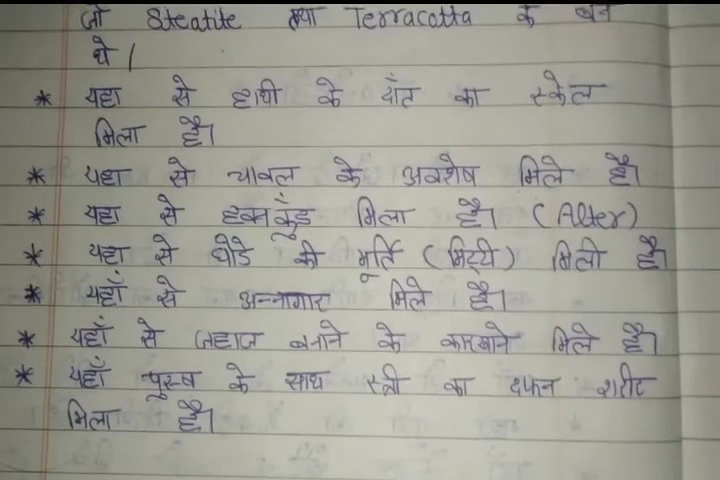 जो Steatite तथा Terracotta के बने
थे।
* यहा से हाथी के दाँत का स्केल
मिला है।
* यहा से चावल के अवशेष मिले है।
* यहा से हवनकुंड मिला है। (Alter)
* यहा से घोडे की मूर्ति (मिट्टी) मिली है।
* यहाँ से अन्नागार मिले है।
* यहाँ से जहाज बनाने के कारखाने मिले है।
* यहाँ पुरुष के साथ स्त्री का दफन शरीर
मिला है।